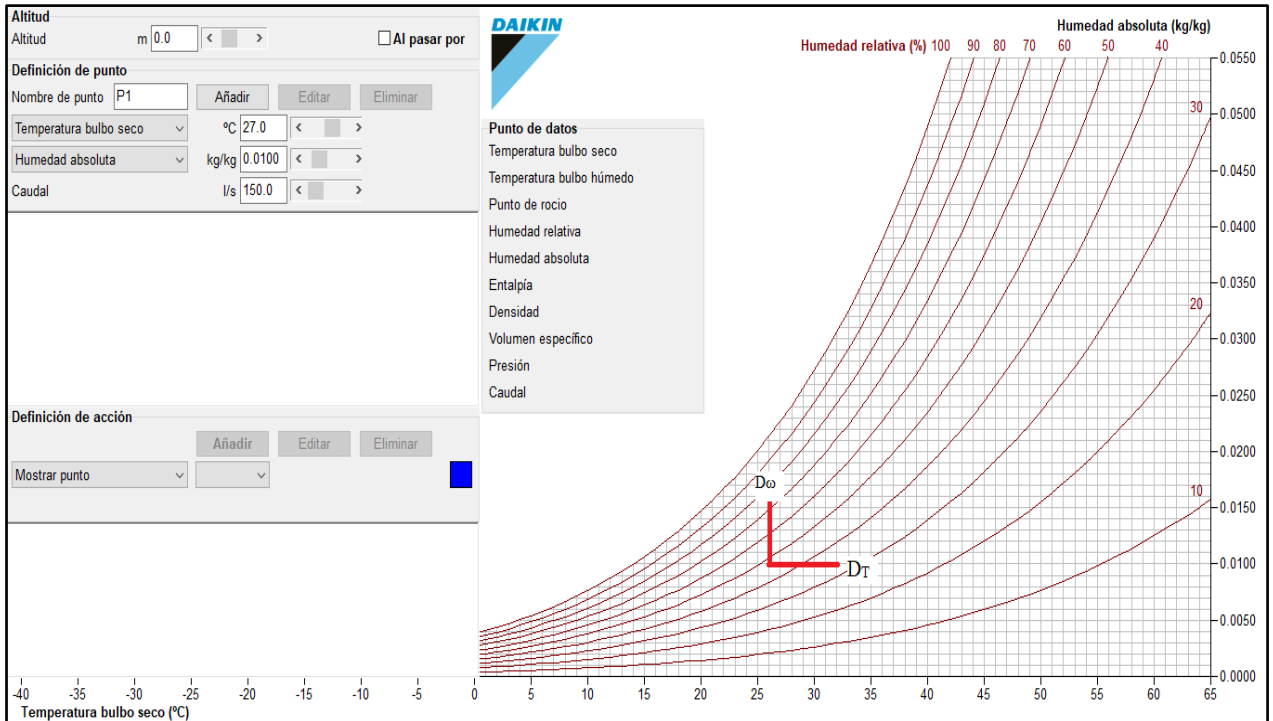 Altitud
Altitud m 0.0 < > Al pasar por
Definición de punto
Nombre de punto P1 Añadir Editar Eliminar
Temperatura bulbo seco ºC 27.0 < >
Humedad absoluta kg/kg 0.0100 < >
Caudal l/s 150.0 < >
Definición de acción
Añadir Editar Eliminar
Mostrar punto
DAIKIN
Punto de datos
Temperatura bulbo seco
Temperatura bulbo húmedo
Punto de rocio
Humedad relativa
Humedad absoluta
Entalpía
Densidad
Volumen específico
Presión
Caudal
Humedad absoluta (kg/kg)
Humedad relativa (%) 100 90 80 70 60 50 40
30
20
10
0.0550
0.0500
0.0450
0.0400
0.0350
0.0300
0.0250
0.0200
0.0150
0.0100
0.0050
0.0000
Dω
DT
-40 -35 -30 -25 -20 -15 -10 -5 0 5 10 15 20 25 30 35 40 45 50 55 60 65
Temperatura bulbo seco (ºC)